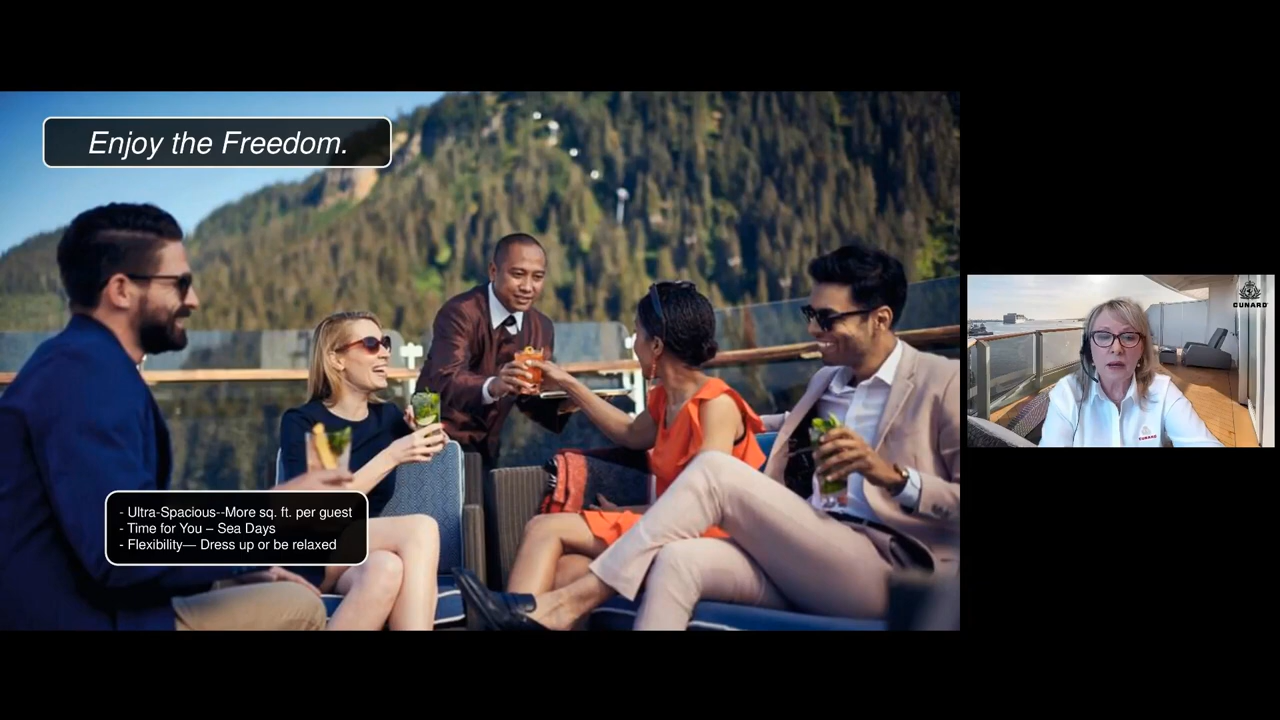 Enjoy the Freedom.
- Ultra-Spacious--More sq. ft. per guest
- Time for You – Sea Days
- Flexibility— Dress up or be relaxed
CUNARD
CUNARD